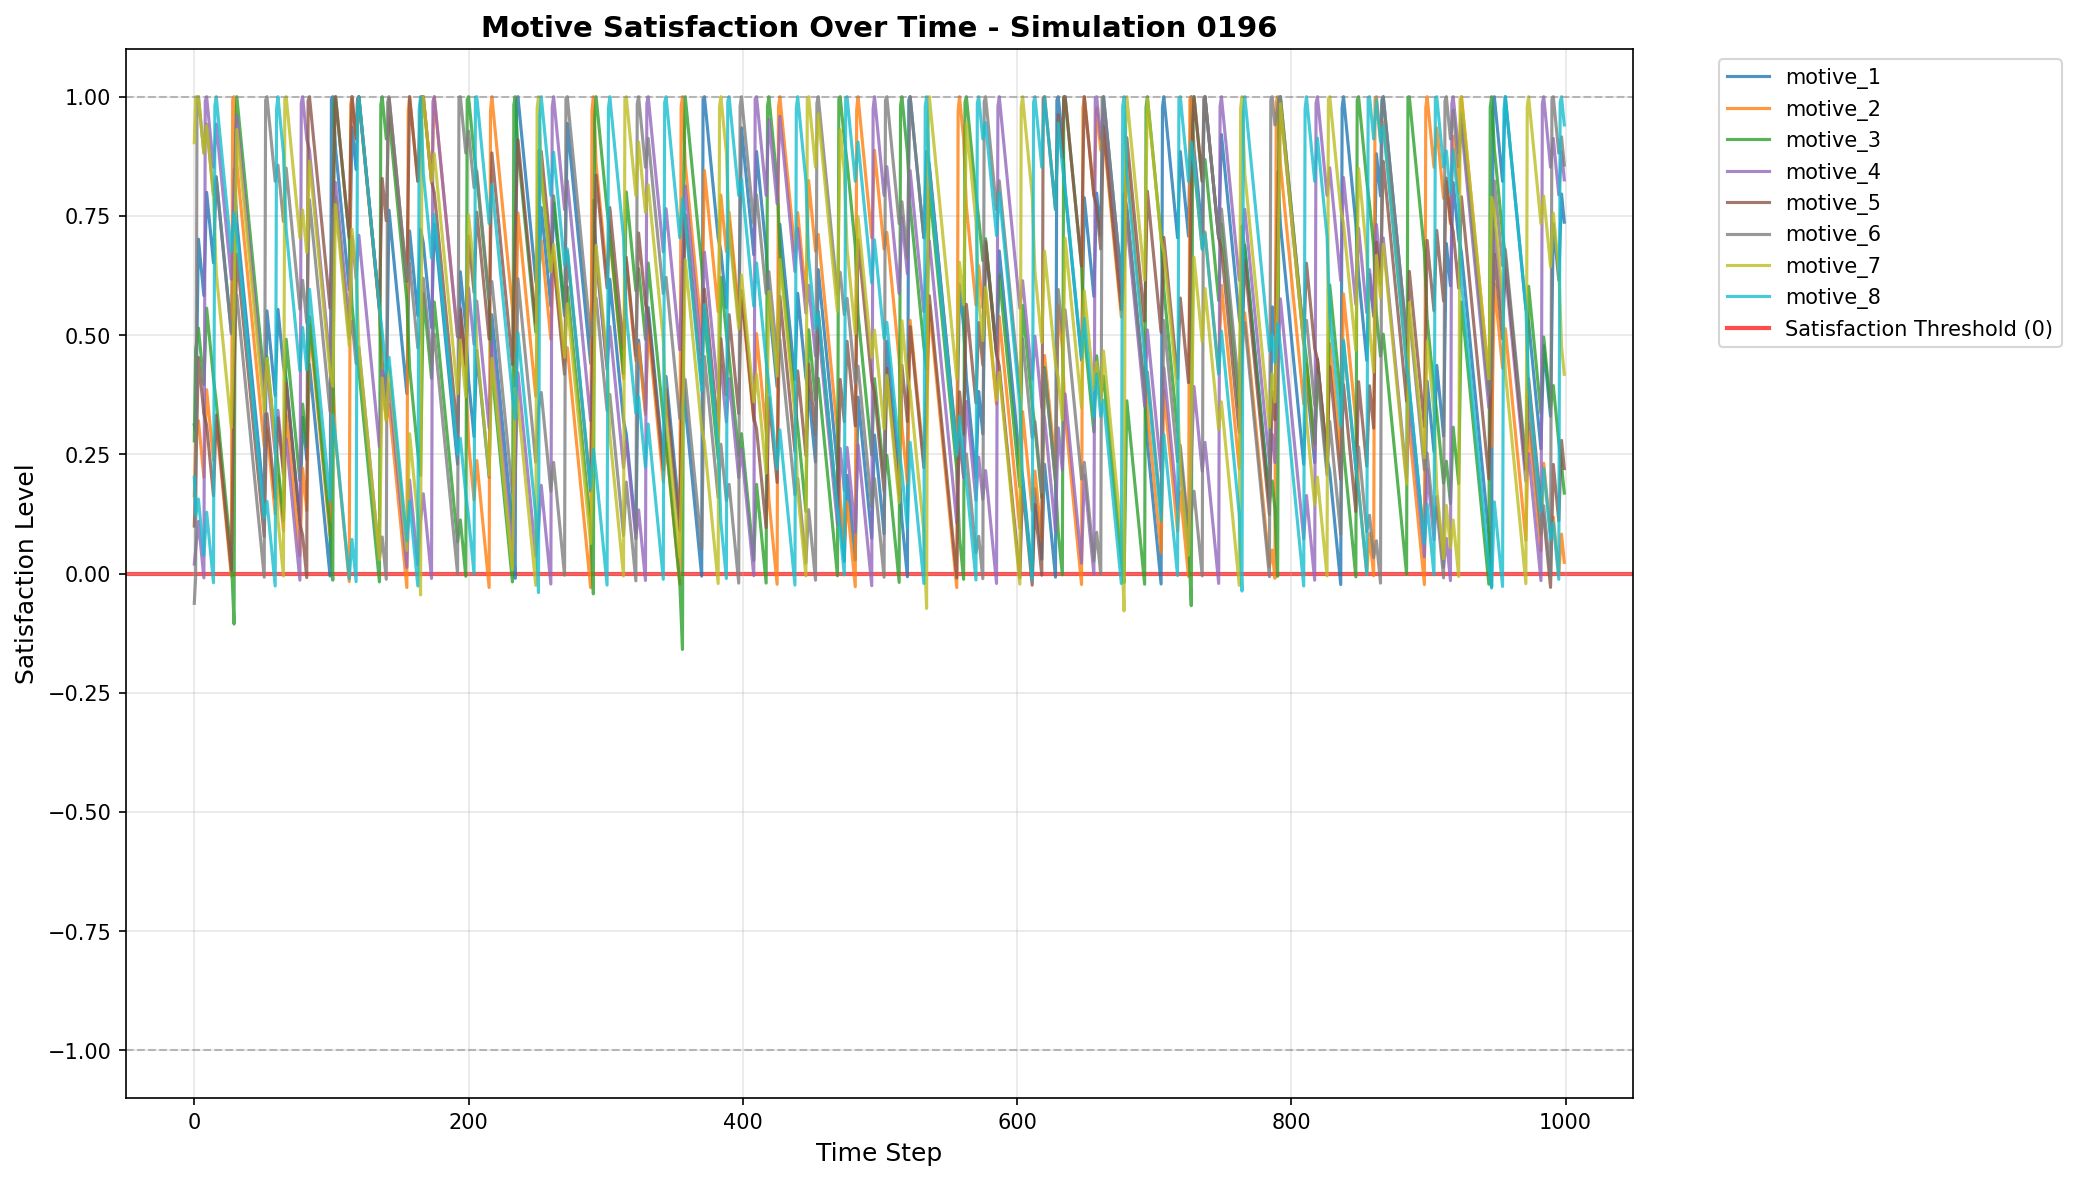 Motive Satisfaction Over Time - Simulation 0196
Satisfaction Level
1.00
0.75
0.50
0.25
0.00
−0.25
−0.50
−0.75
−1.00
0
200
400
600
800
1000
Time Step
motive_1
motive_2
motive_3
motive_4
motive_5
motive_6
motive_7
motive_8
Satisfaction Threshold (0)